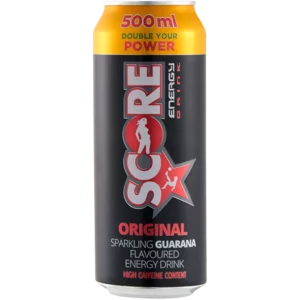 500ml
DOUBLE YOUR
POWER
SCORE
ENERGY
DRINK
ORIGINAL
SPARKLING GUARANA
FLAVOURED
ENERGY DRINK
HIGH CAFFEINE CONTENT